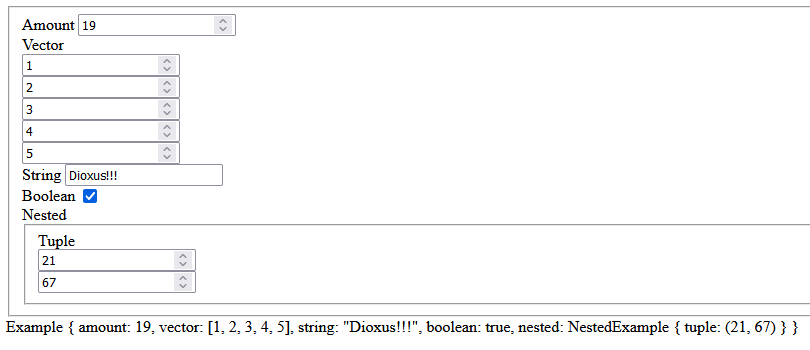 Amount 19
Vector
1
2
3
4
5
String Dioxus!!!
Boolean
Nested
Tuple
21
67
Example { amount: 19, vector: [1, 2, 3, 4, 5], string: "Dioxus!!!", boolean: true, nested: NestedExample { tuple: (21, 67) } }